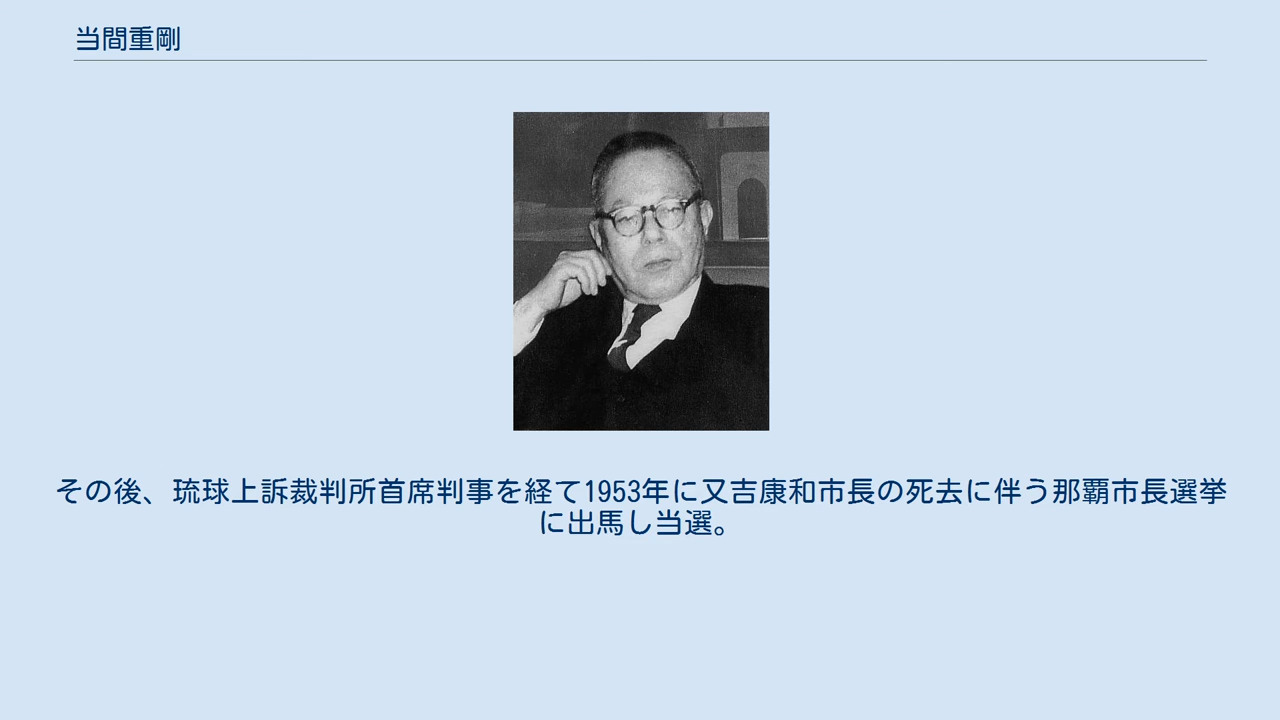 当間重剛
その後、琉球上訴裁判所首席判事を経て1953年に又吉康和市長の死去に伴う那覇市長選挙
に出馬し当選。